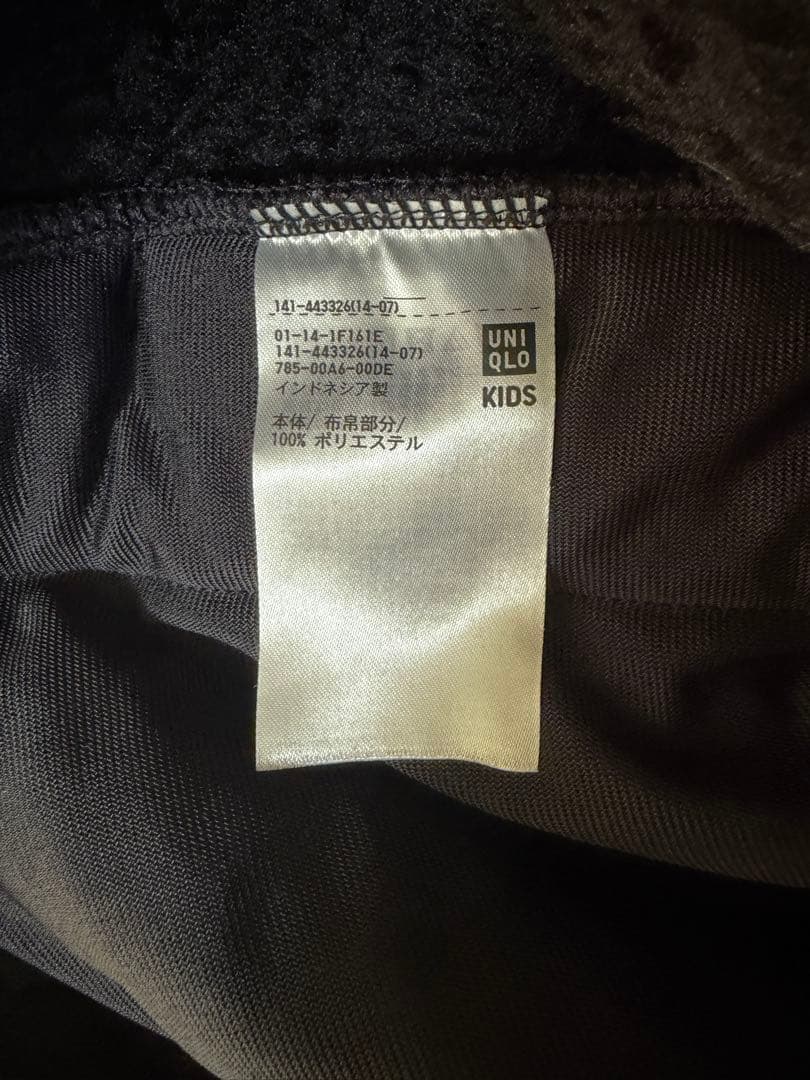 141-443326(14-07)
01-14-1F161E
141-443326(14-07)
785-00A6-00DE
インドネシア製
本体/ 布帛部分/
100% ポリエステル
UNI
QLO
KIDS